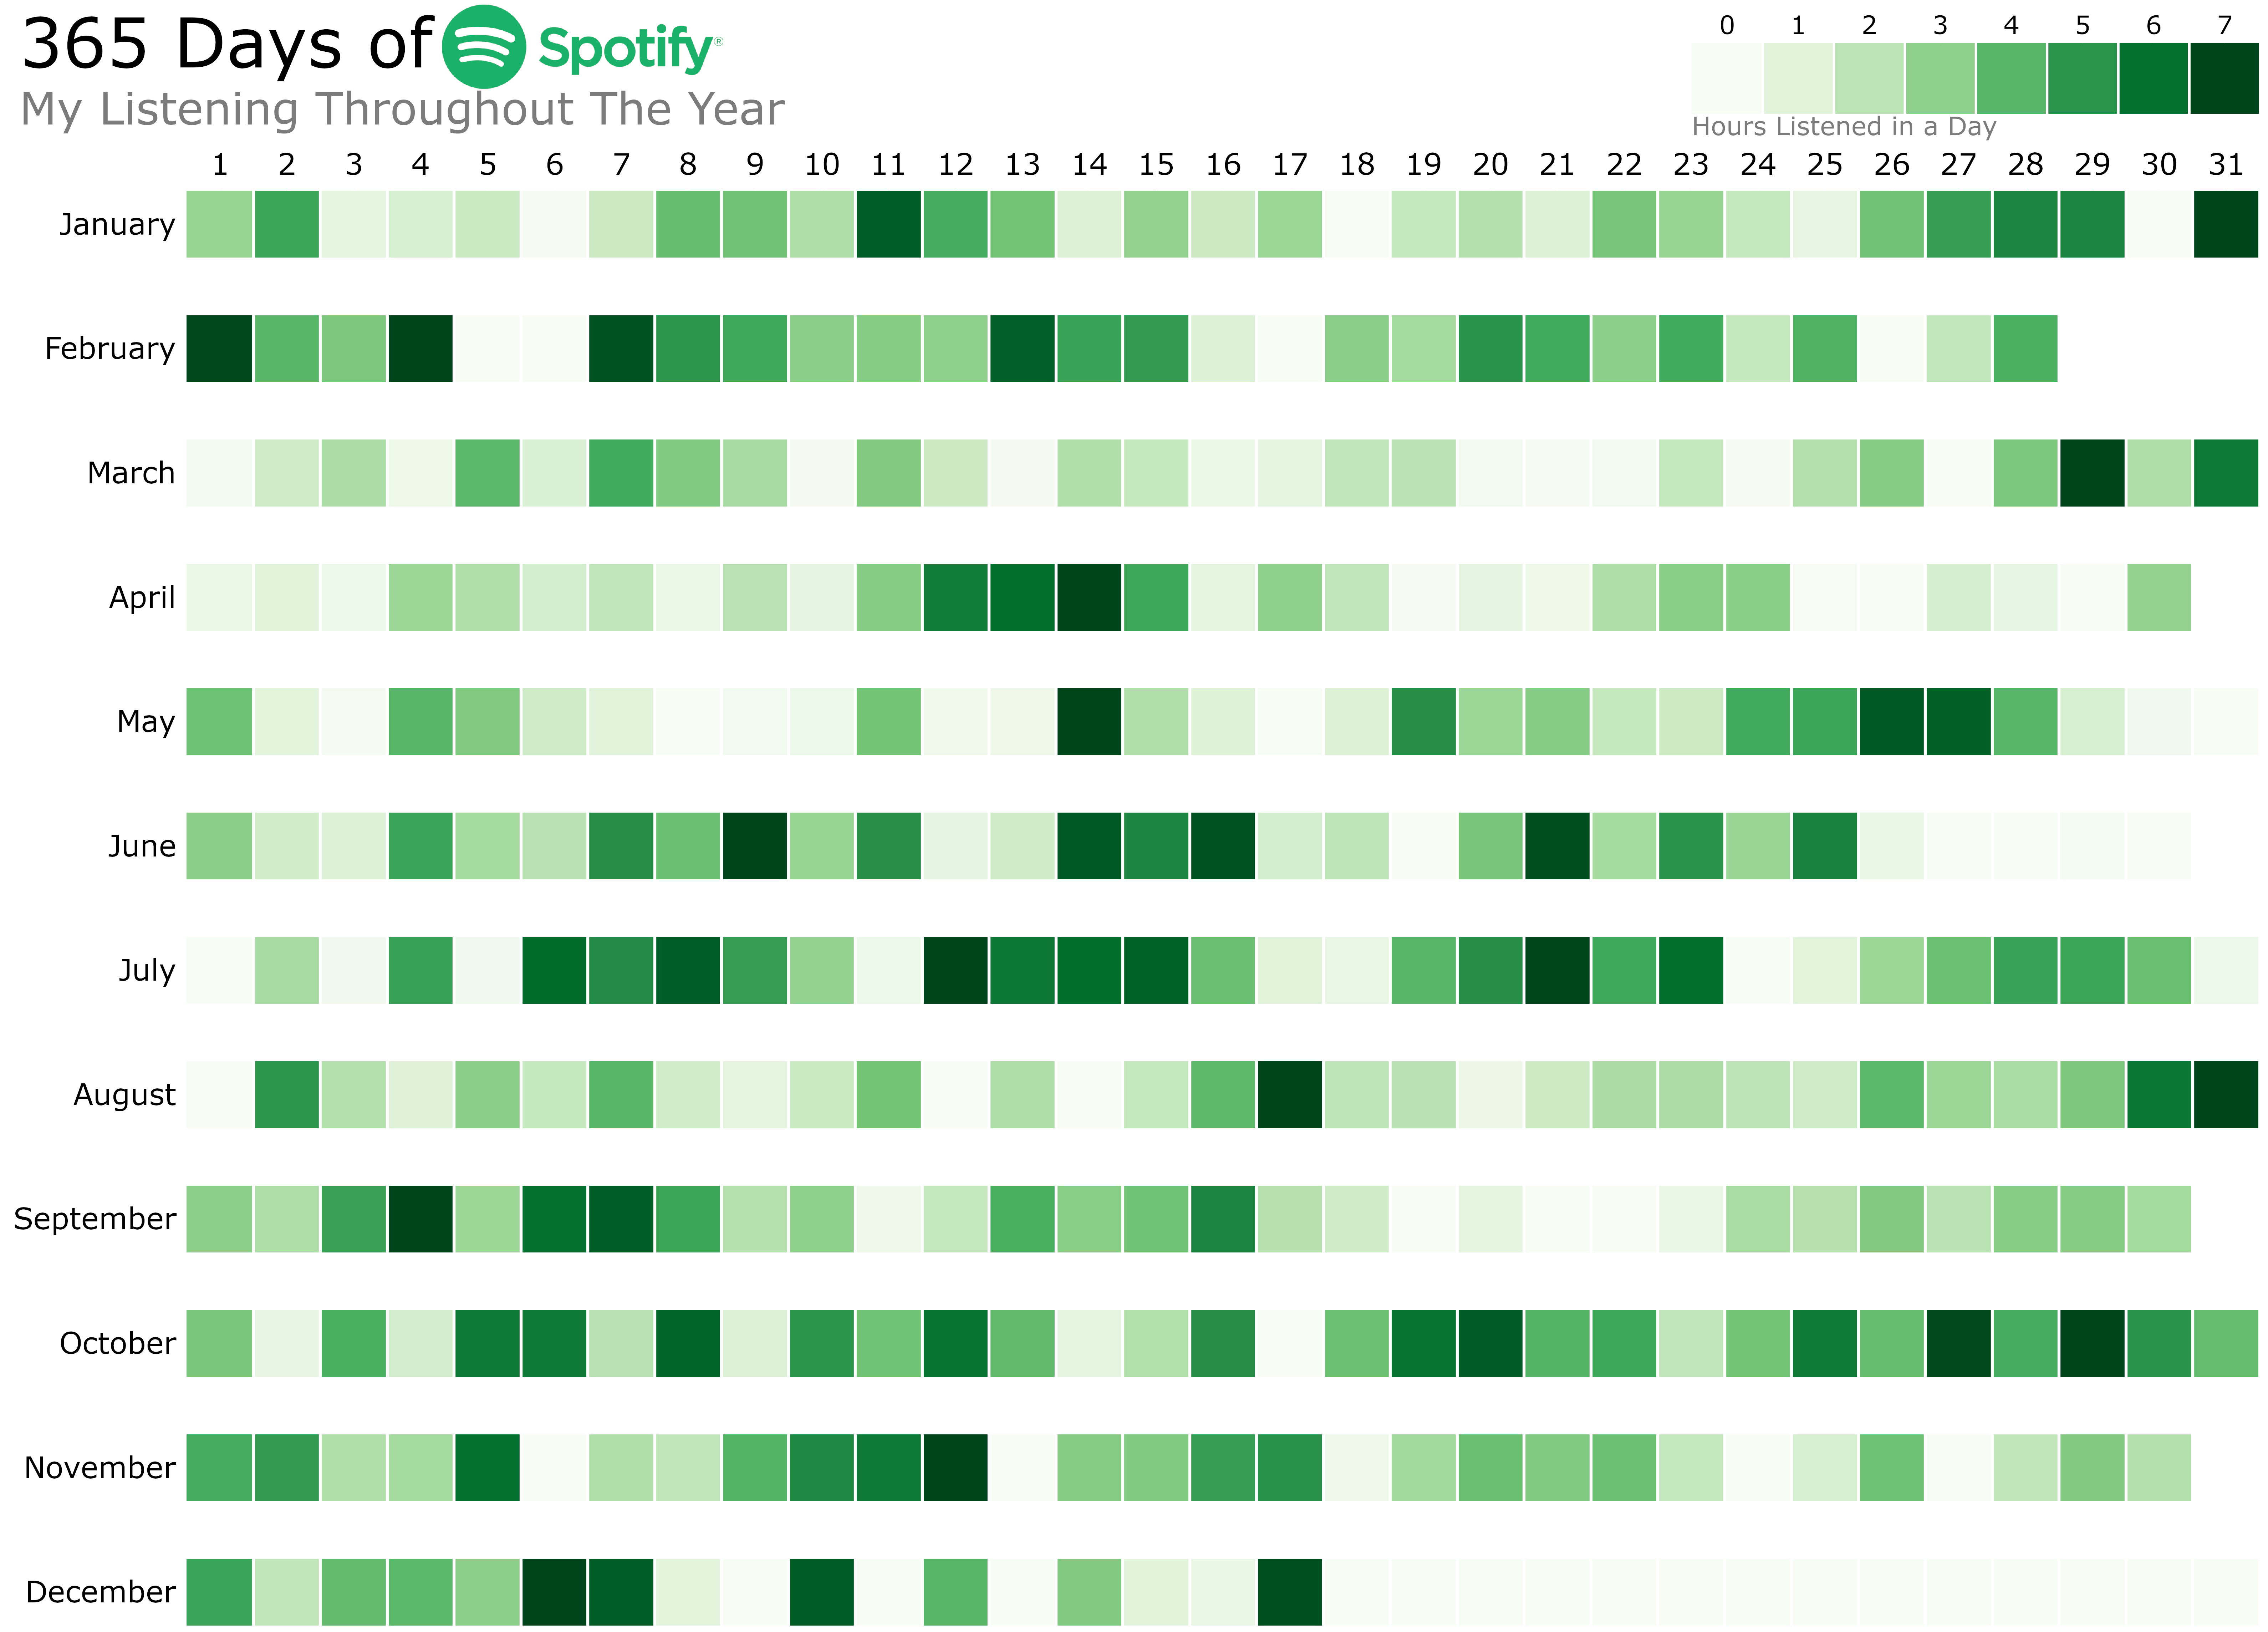 365 Days of Spotify®
My Listening Throughout The Year
0 1 2 3 4 5 6 7
Hours Listened in a Day
1 2 3 4 5 6 7 8 9 10 11 12 13 14 15 16 17 18 19 20 21 22 23 24 25 26 27 28 29 30 31
January
February
March
April
May
June
July
August
September
October
November
December